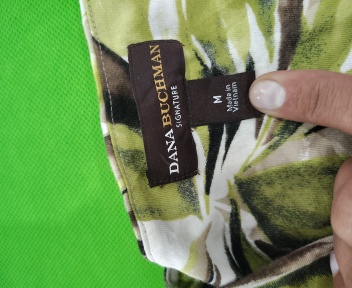 DANA BUCHMAN
SIGNATURE
M
Made in
Vietnam